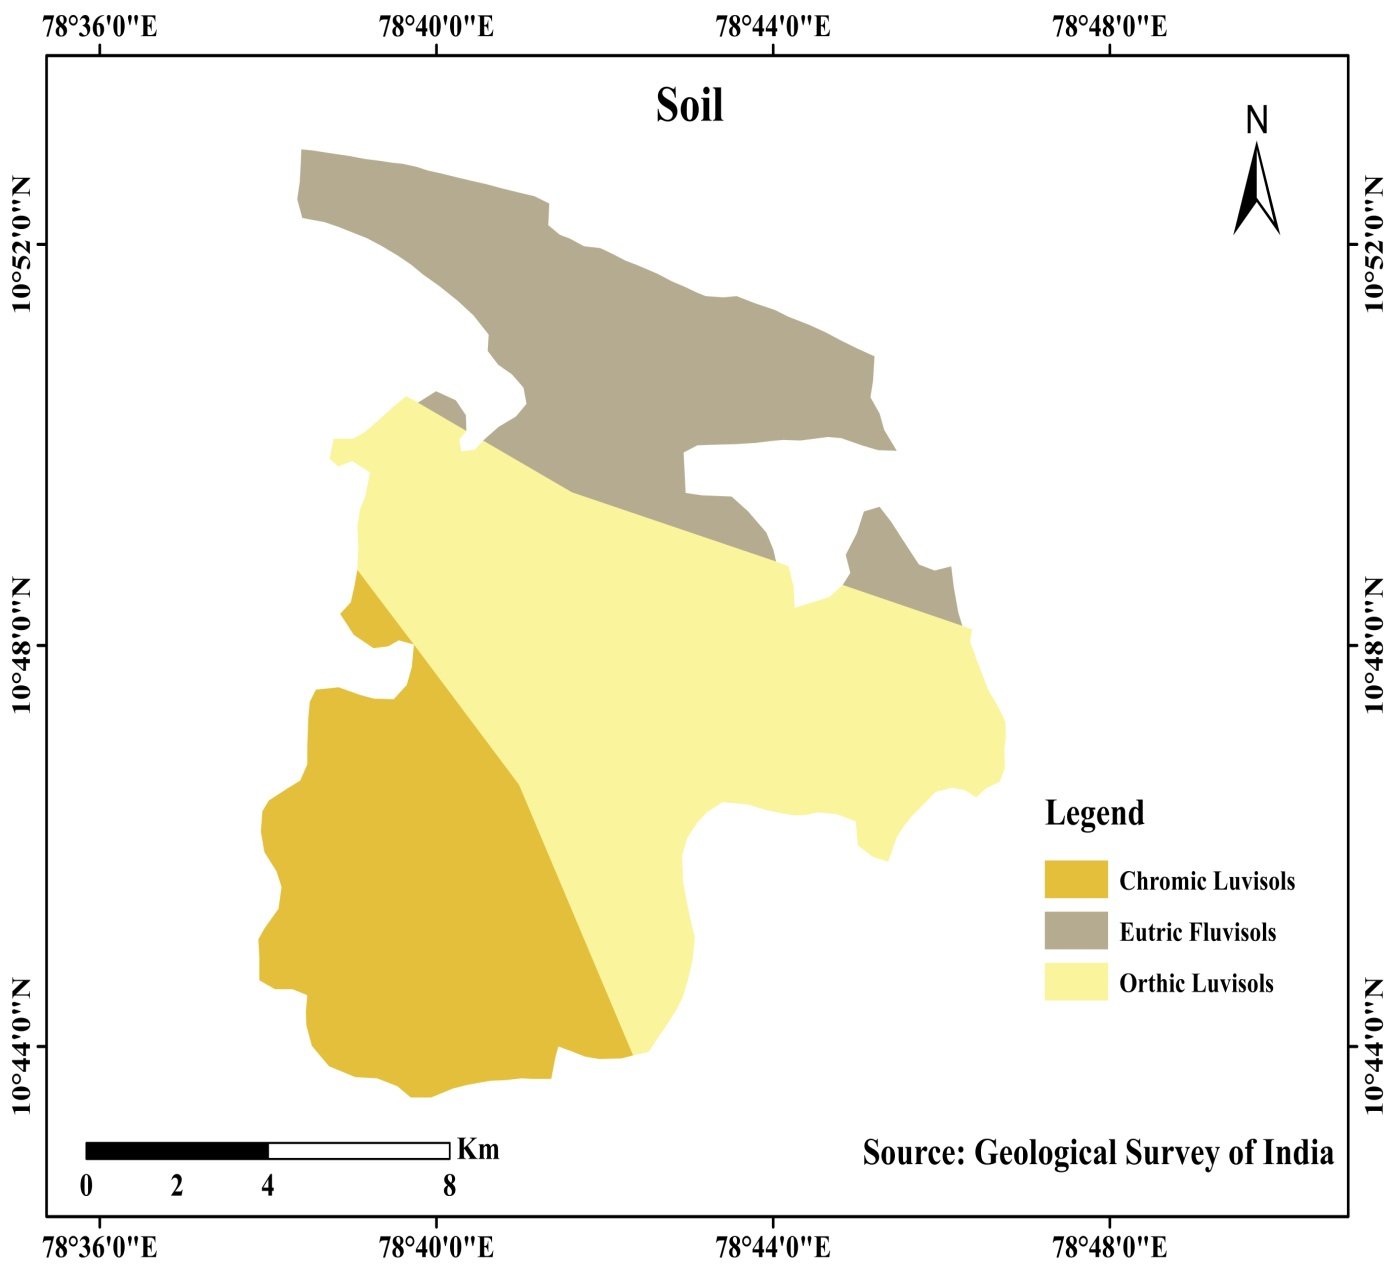 78°36'0"E 78°40'0"E 78°44'0"E 78°48'0"E
Soil
N
10°52'0"N 10°52'0"N
10°48'0"N 10°48'0"N
Legend
Chromic Luvisols
Eutric Fluvisols
Orthic Luvisols
10°44'0"N 10°44'0"N
Km
0 2 4 8
Source: Geological Survey of India
78°36'0"E 78°40'0"E 78°44'0"E 78°48'0"E